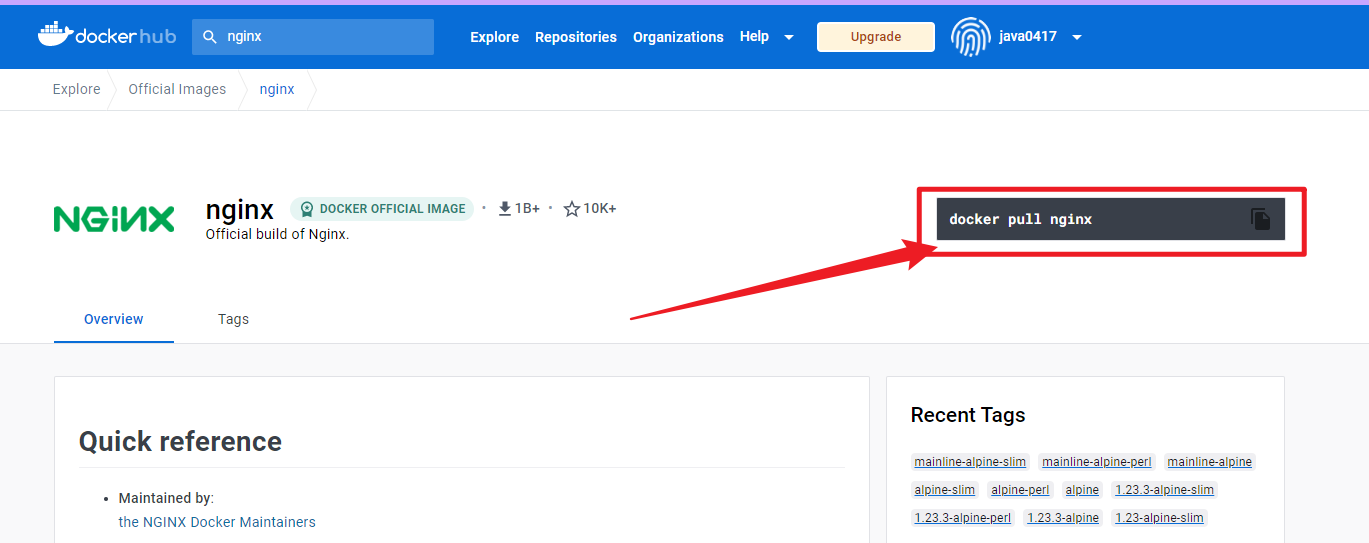 dockerhub nginx Explore Repositories Organizations Help Upgrade java0417
Explore Official Images nginx
NGINX
nginx DOCKER OFFICIAL IMAGE · 1B+ · 10K+
Official build of Nginx.
docker pull nginx
Overview Tags
Quick reference
• Maintained by:
the NGINX Docker Maintainers
Recent Tags
mainline-alpine-slim mainline-alpine-perl mainline-alpine
alpine-slim alpine-perl alpine 1.23.3-alpine-slim
1.23.3-alpine-perl 1.23.3-alpine 1.23-alpine-slim